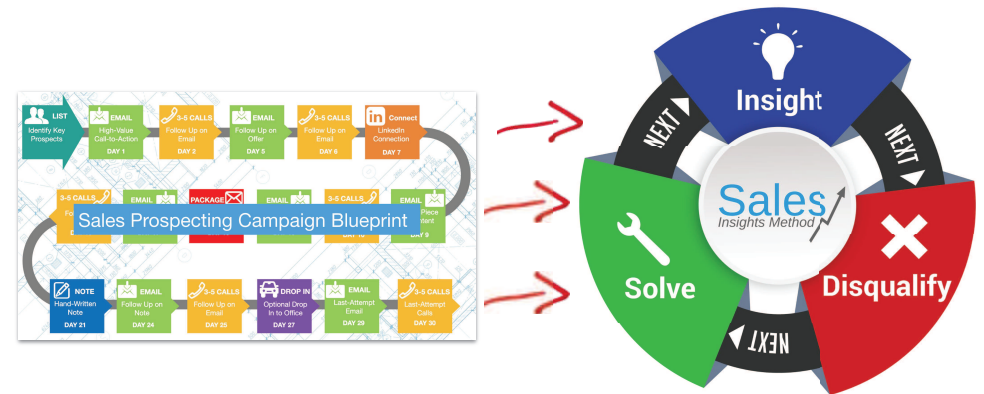 LIST
Identify Key
Prospects
EMAIL
High-Value
Call-to-Action
DAY 1
3-5 CALLS
Follow Up on
Email
DAY 2
EMAIL
Follow Up on
Offer
DAY 5
3-5 CALLS
Follow Up on
Email
DAY 6
in Connect
LinkedIn
Connection
DAY 7
3-5 CALLS
EMAIL
PACKAGE
EMAIL
3-5 CALLS
EMAIL
Piece
DAY 9
Sales Prospecting Campaign Blueprint
NOTE
Hand-Written
Note
DAY 21
EMAIL
Follow Up on
Note
DAY 24
3-5 CALLS
Follow Up on
Email
DAY 25
DROP IN
Optional Drop
In to Office
DAY 27
EMAIL
Last-Attempt
Email
DAY 29
3-5 CALLS
Last-Attempt
Calls
DAY 30
Insight
NEXT
NEXT
Sales
Insights Method
Solve
Disqualify
NEXT